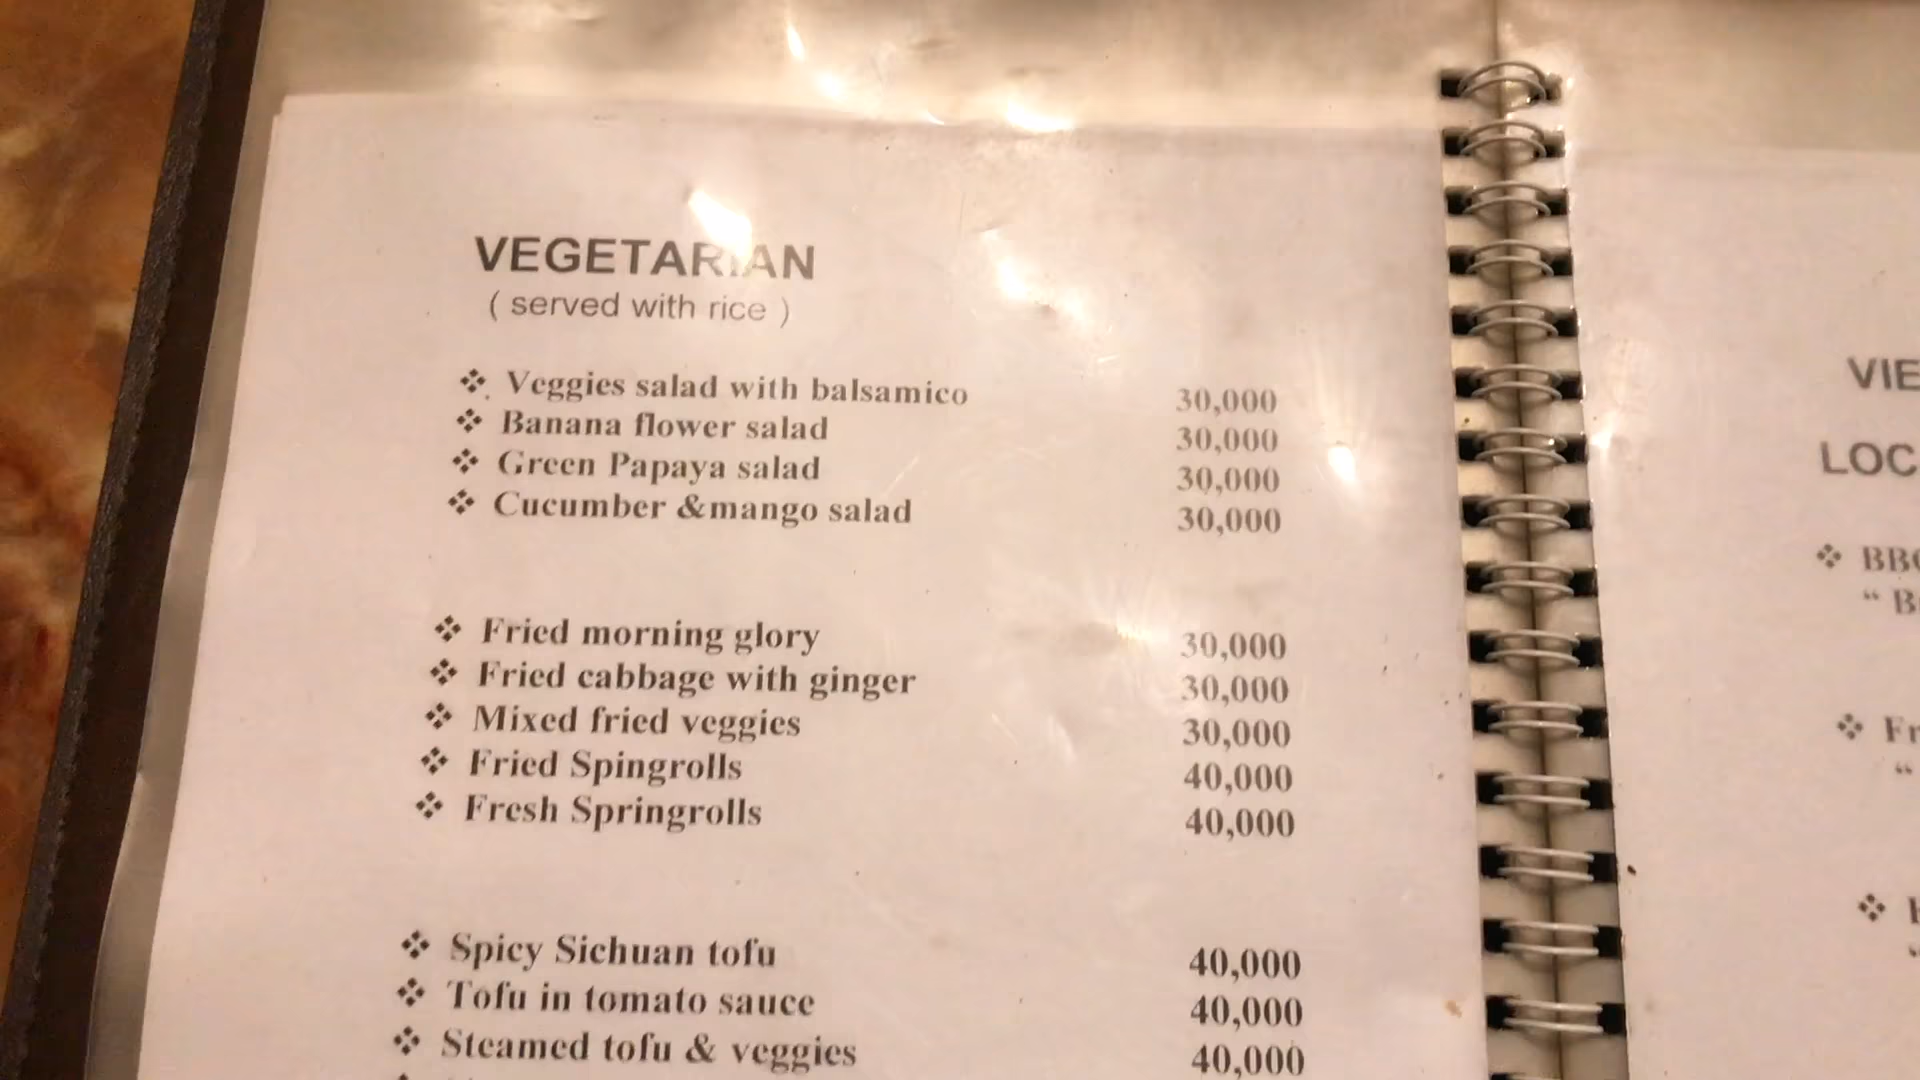 VEGETARIAN
( served with rice )
❖ Veggies salad with balsamico 30,000
❖ Banana flower salad 30,000
❖ Green Papaya salad 30,000
❖ Cucumber &mango salad 30,000
❖ Fried morning glory 30,000
❖ Fried cabbage with ginger 30,000
❖ Mixed fried veggies 30,000
❖ Fried Spingrolls 40,000
❖ Fresh Springrolls 40,000
❖ Spicy Sichuan tofu 40,000
❖ Tofu in tomato sauce 40,000
❖ Steamed tofu & veggies 40,000